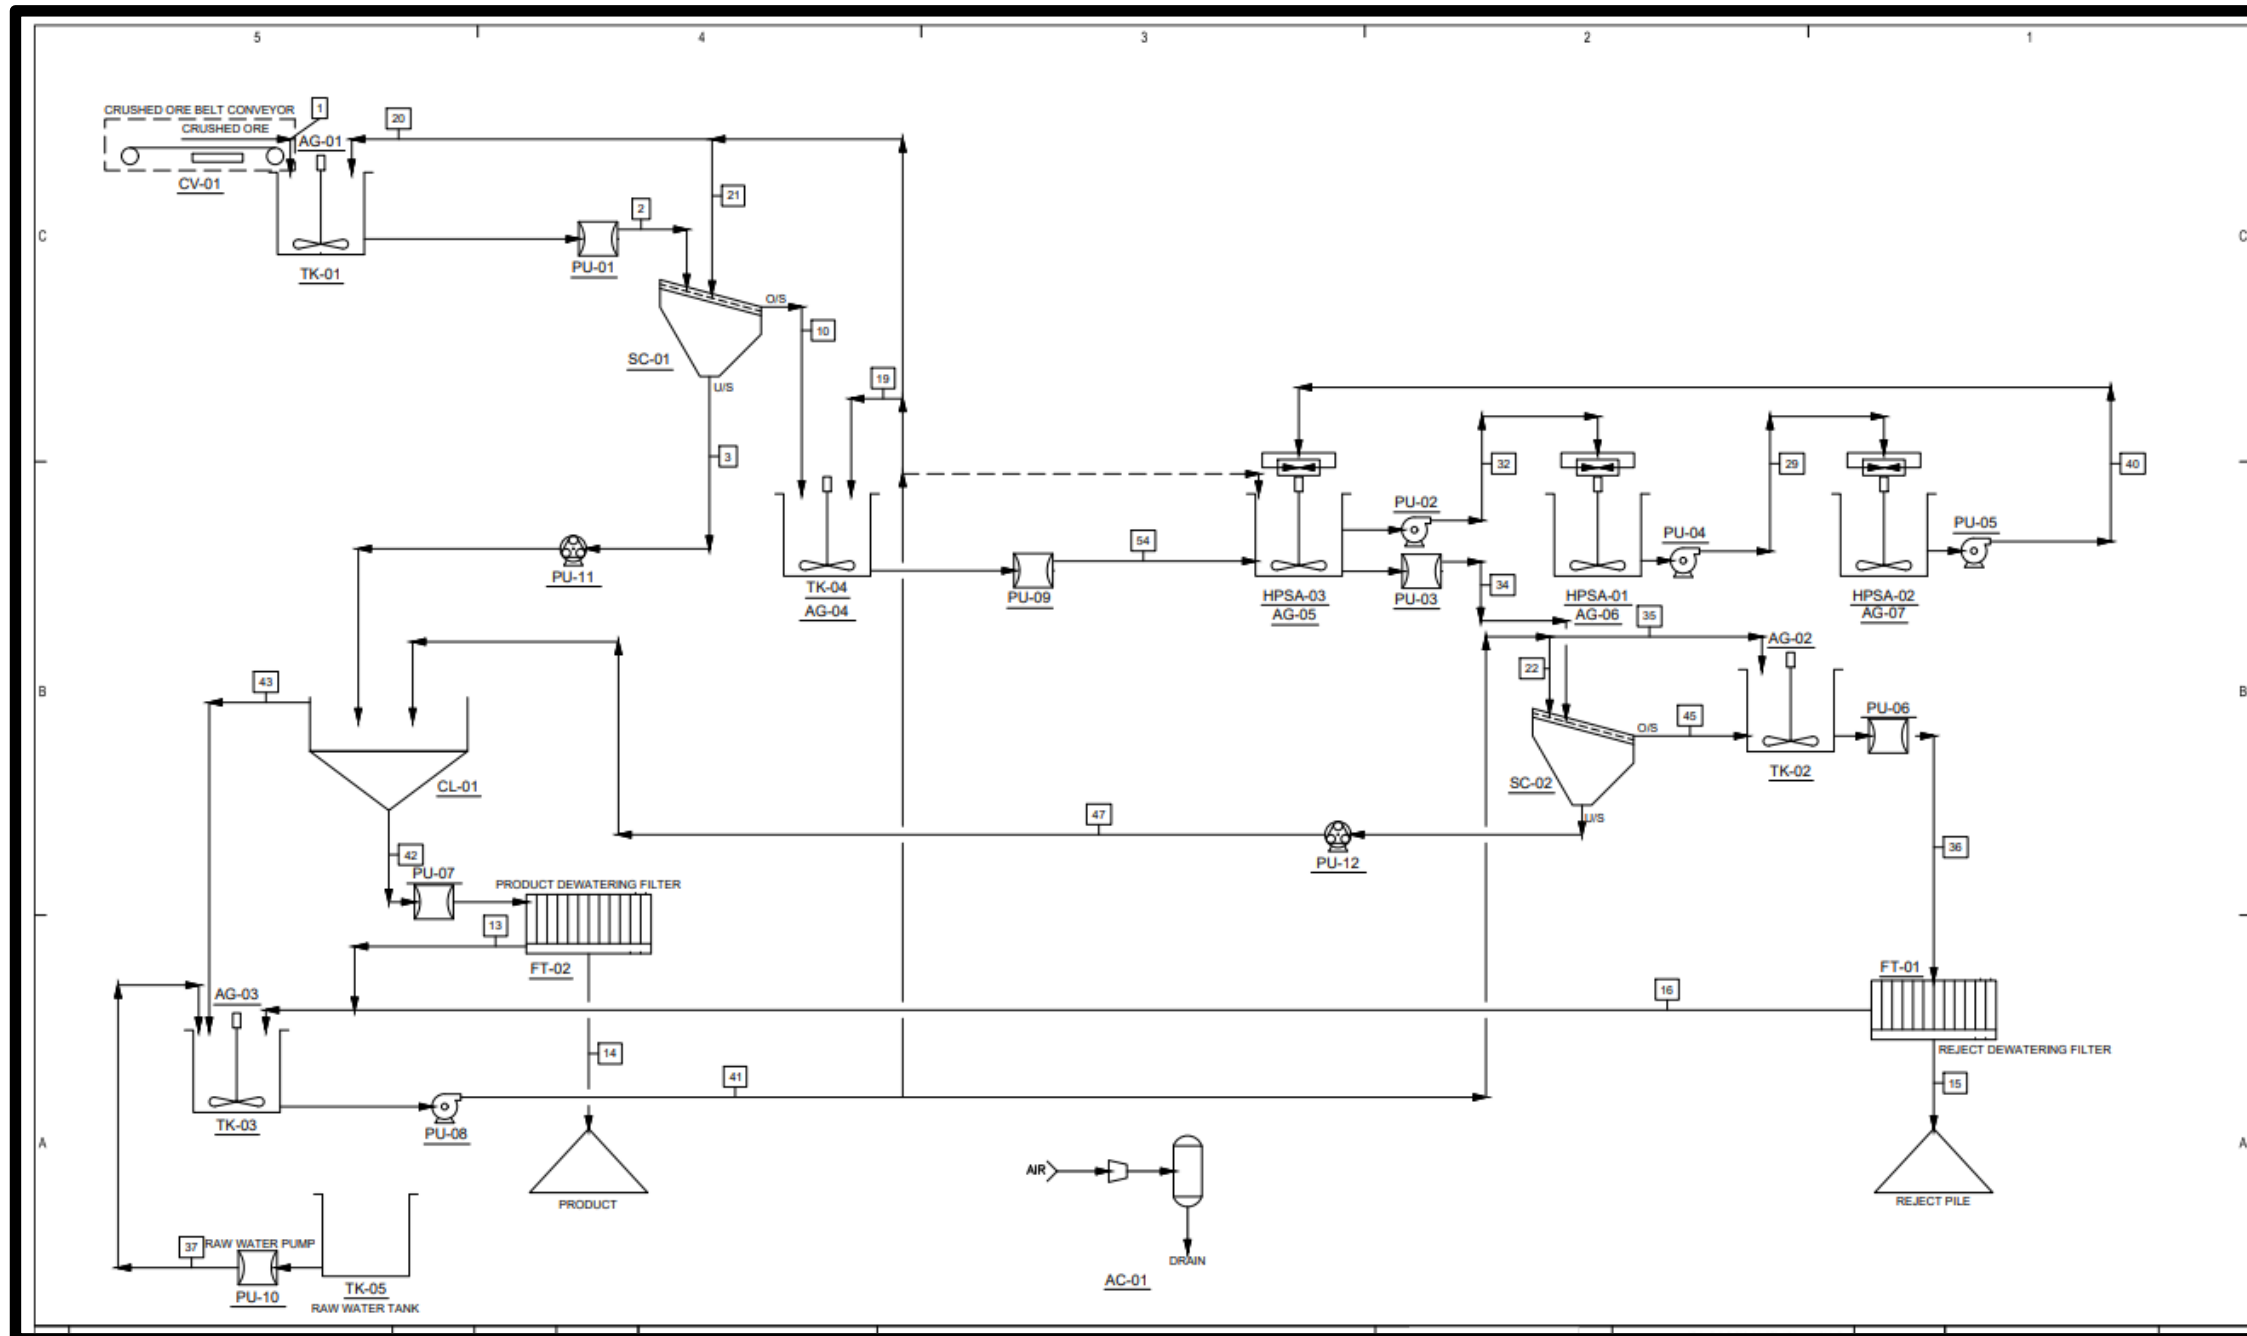 5
4
3
2
1
CRUSHED ORE BELT CONVEYOR
1
20
CRUSHED ORE
AG-01
CV-01
21
2
C
C
PU-01
TK-01
O/S
10
SC-01
U/S
19
3
32
29
40
PU-02
PU-04
PU-05
54
PU-11
TK-04
AG-04
PU-09
HPSA-03
AG-05
PU-03
34
HPSA-01
AG-06
HPSA-02
AG-07
35
AG-02
22
43
B
B
45
PU-06
O/S
CL-01
SC-02
TK-02
U/S
47
PU-12
42
36
PU-07
PRODUCT DEWATERING FILTER
13
FT-02
FT-01
AG-03
16
14
REJECT DEWATERING FILTER
41
15
TK-03
PU-08
A
A
AIR
PRODUCT
REJECT PILE
37
RAW WATER PUMP
DRAIN
PU-10
TK-05
RAW WATER TANK
AC-01